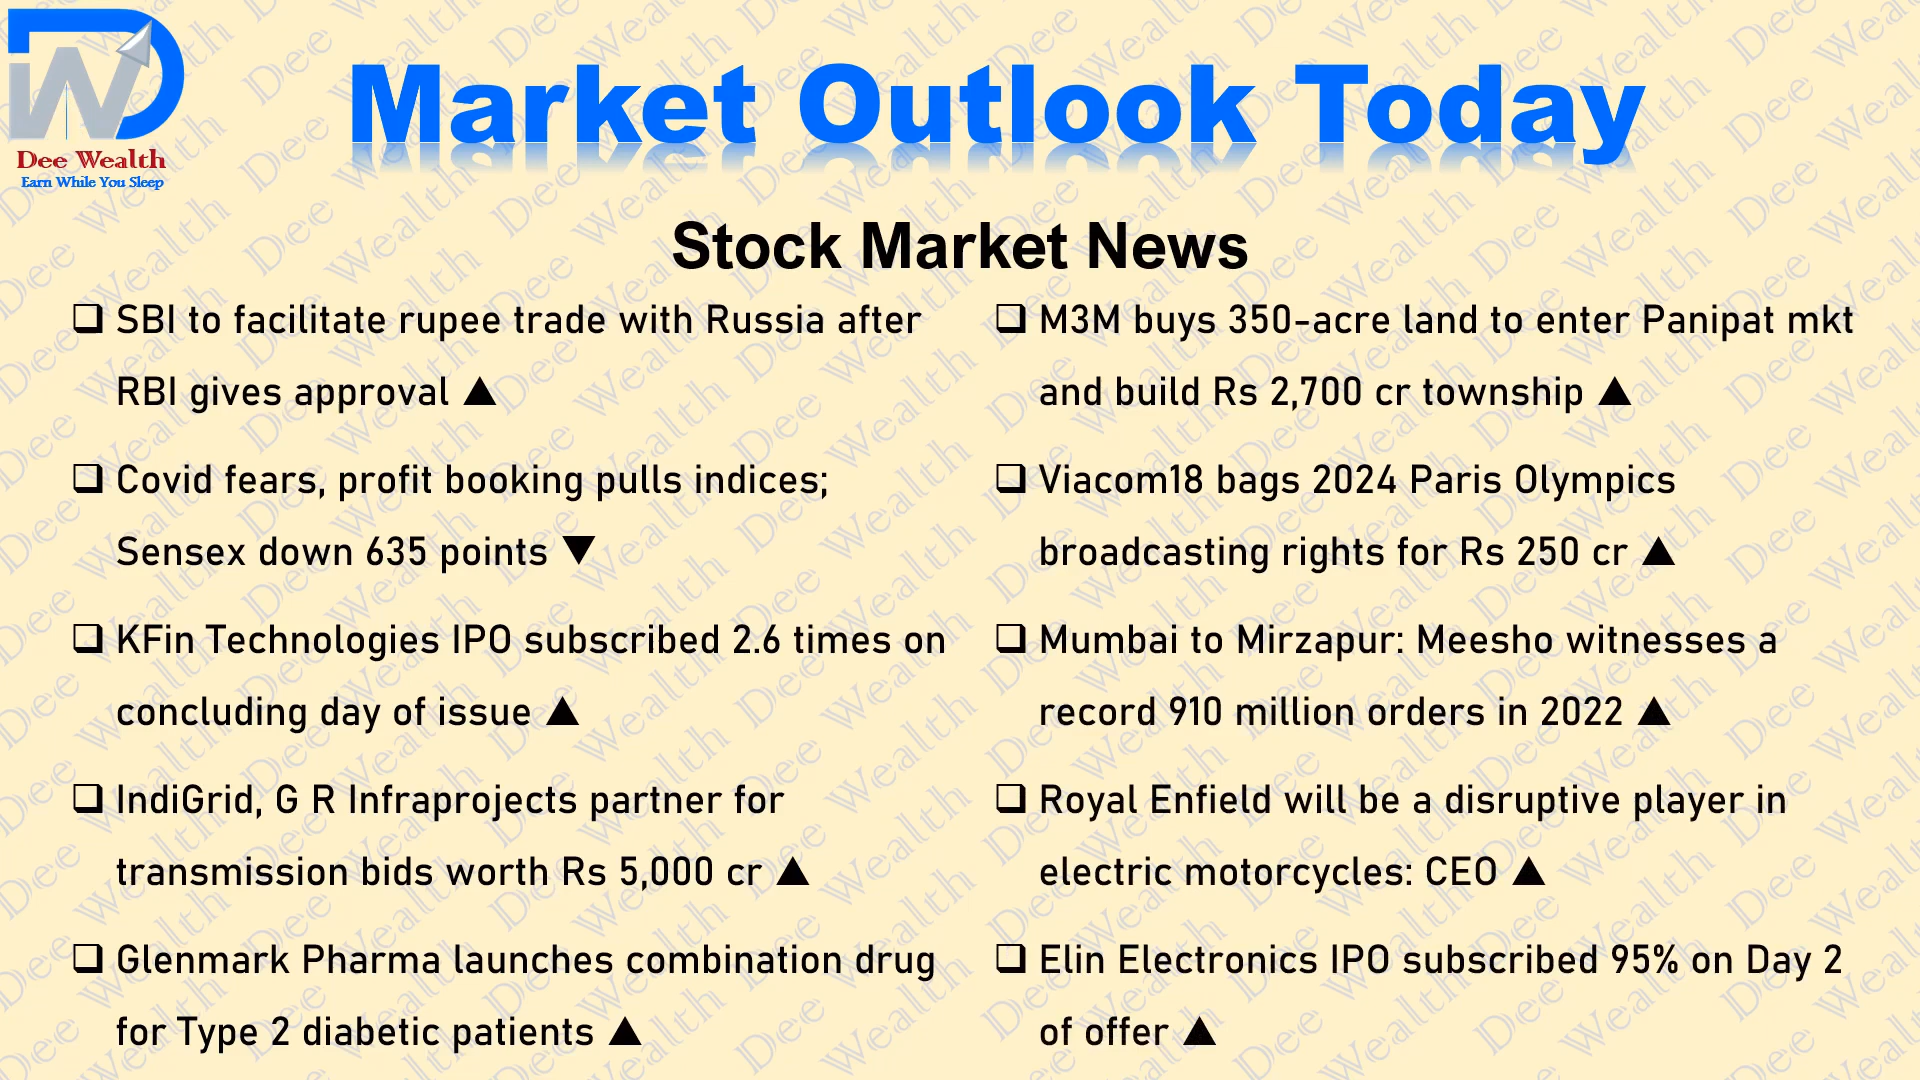 Dee Wealth
Earn While You Sleep
Market Outlook Today
Stock Market News
❑ SBI to facilitate rupee trade with Russia after
RBI gives approval ▲
❑ Covid fears, profit booking pulls indices;
Sensex down 635 points ▼
❑ KFin Technologies IPO subscribed 2.6 times on
concluding day of issue ▲
❑ IndiGrid, G R Infraprojects partner for
transmission bids worth Rs 5,000 cr ▲
❑ Glenmark Pharma launches combination drug
for Type 2 diabetic patients ▲
❑ M3M buys 350-acre land to enter Panipat mkt
and build Rs 2,700 cr township ▲
❑ Viacom18 bags 2024 Paris Olympics
broadcasting rights for Rs 250 cr ▲
❑ Mumbai to Mirzapur: Meesho witnesses a
record 910 million orders in 2022 ▲
❑ Royal Enfield will be a disruptive player in
electric motorcycles: CEO ▲
❑ Elin Electronics IPO subscribed 95% on Day 2
of offer ▲